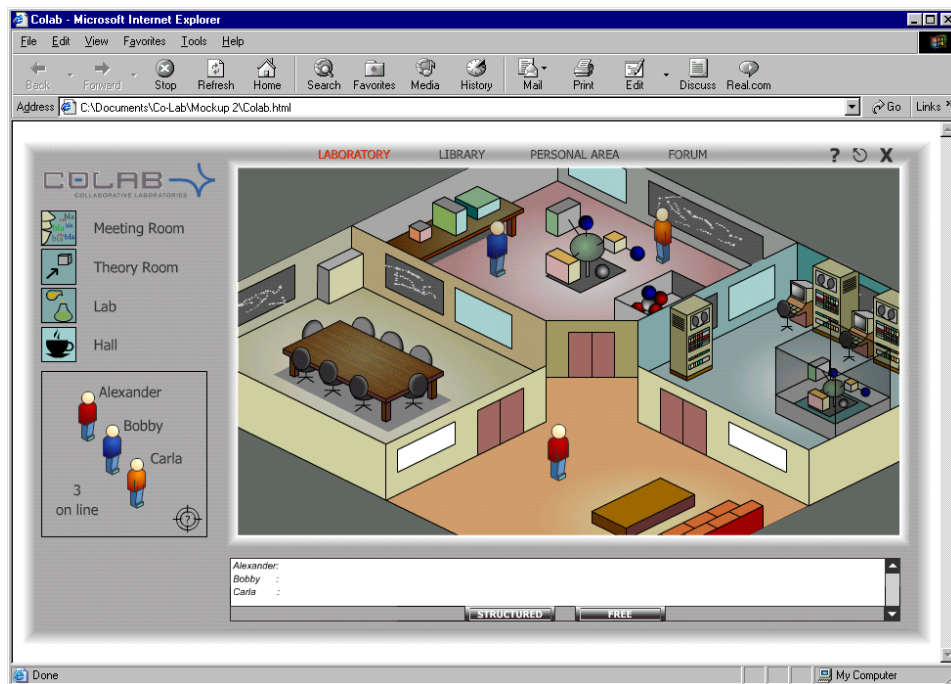 Colab - Microsoft Internet Explorer
File Edit View Favorites Tools Help
Back Forward Stop Refresh Home Search Favorites Media History Mail Print Edit Discuss Real.com
Address C:\Documents\Co-Lab\Mockup 2\Colab.html Go Links »
LABORATORY LIBRARY PERSONAL AREA FORUM ? X
COLAB
COLLABORATIVE LABORATORIES
Meeting Room
Theory Room
Lab
Hall
Alexander
Bobby
Carla
3
on line
?
Alexander:
Bobby :
Carla :
STRUCTURED FREE
Done My Computer